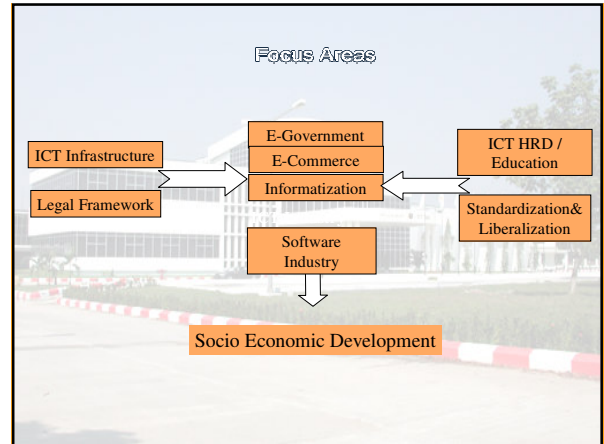 Focus Areas
E-Government
E-Commerce
Informatization
ICT Infrastructure
Legal Framework
ICT HRD /
Education
Standardization&
Liberalization
Software
Industry
Socio Economic Development